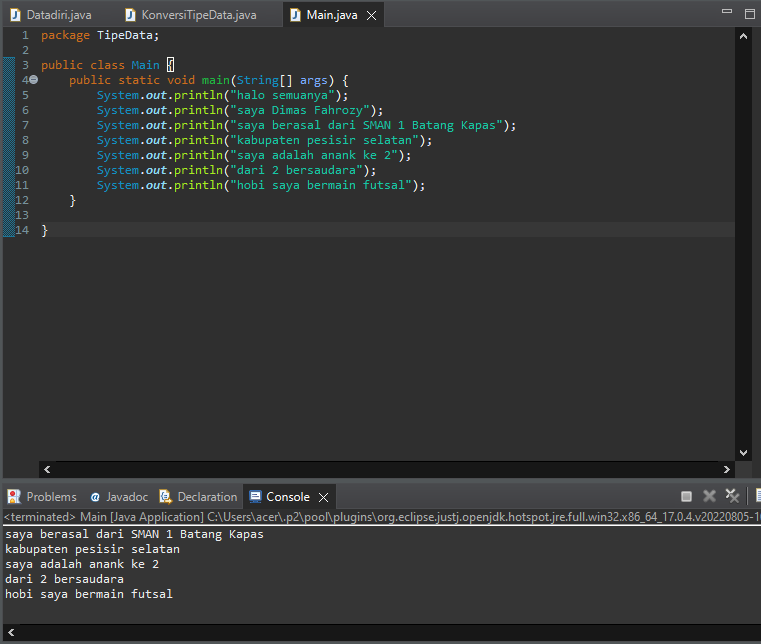 Datadiri.java KonversiTipeData.java Main.java
1 package TipeData;
2
3 public class Main {
4 public static void main(String[] args) {
5 System.out.println("halo semuanya");
6 System.out.println("saya Dimas Fahrozy");
7 System.out.println("saya berasal dari SMAN 1 Batang Kapas");
8 System.out.println("kabupaten pesisir selatan");
9 System.out.println("saya adalah anank ke 2");
10 System.out.println("dari 2 bersaudara");
11 System.out.println("hobi saya bermain futsal");
12 }
13
14 }
Problems Javadoc Declaration Console
<terminated> Main [Java Application] C:\Users\acer\.p2\pool\plugins\org.eclipse.justj.openjdk.hotspot.jre.full.win32.x86_64_17.0.4.v20220805-1
saya berasal dari SMAN 1 Batang Kapas
kabupaten pesisir selatan
saya adalah anank ke 2
dari 2 bersaudara
hobi saya bermain futsal